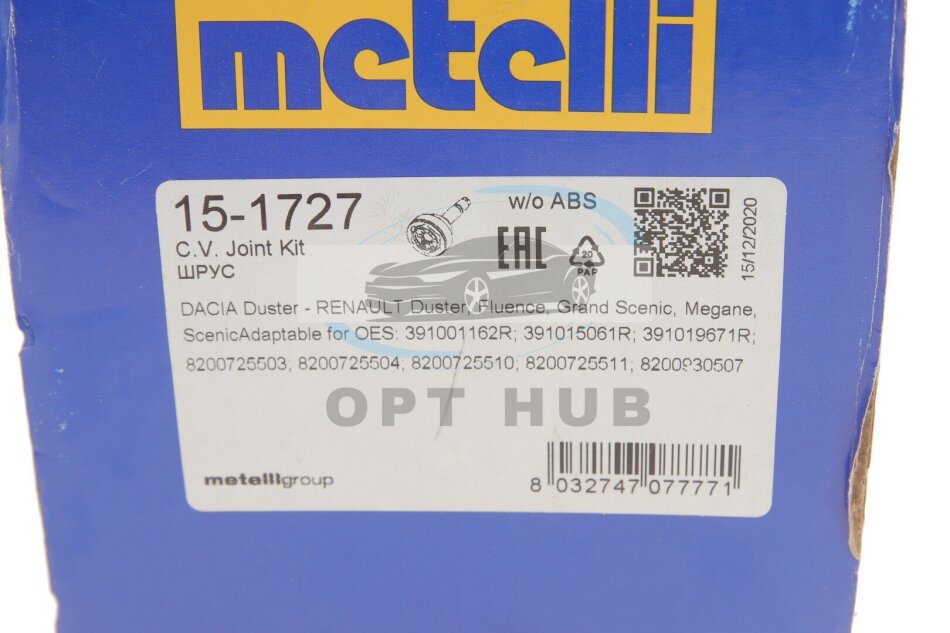 metelli
15-1727
w/o ABS
C.V. Joint Kit
ШРУС
EAC
20
PAP
15/12/2020
DACIA Duster - RENAULT Duster, Fluence, Grand Scenic, Megane,
ScenicAdaptable for OES: 391001162R; 391015061R; 391019671R;
8200725503; 8200725504; 8200725510; 8200725511; 8200930507
OPT HUB
metelligroup
8 032747 077771